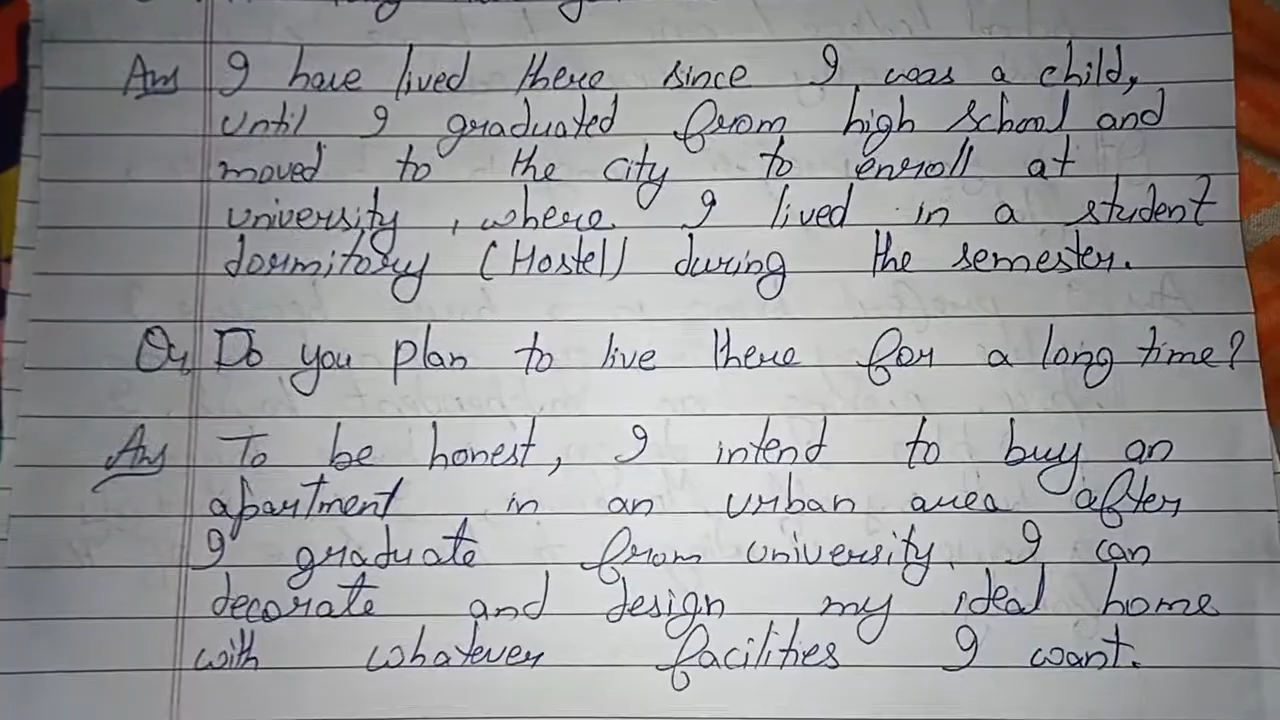 Ans I have lived there since I was a child,
until I graduated from high school and
moved to the city to enroll at
university, where I lived in a student
dormitory (Hostel) during the semester.
Qu Do you plan to live there for a long time?
Ans To be honest, I intend to buy an
apartment in an urban area after
I graduate from university. I can
decorate and design my ideal home
with whatever facilities I want.